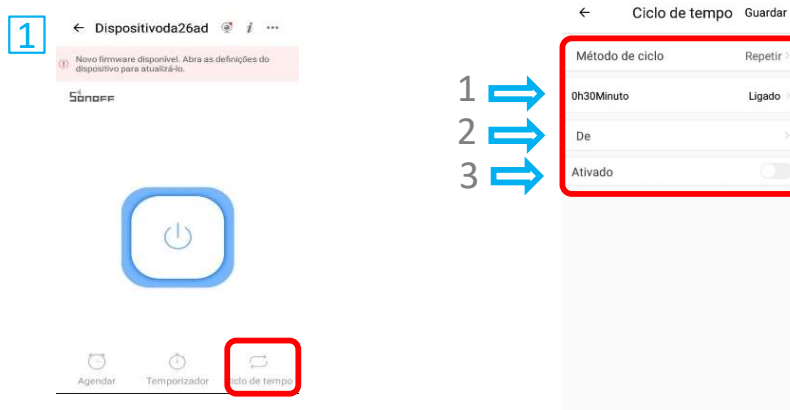 1
Dispositivoda26ad i ...
Novo firmware disponível. Abra as definições do
dispositivo para atualizá-lo.
SONOFF
Agendar Temporizador Ciclo de tempo
Ciclo de tempo Guardar
Método de ciclo Repetir
1 0h30Minuto Ligado
2 De
3 Ativado